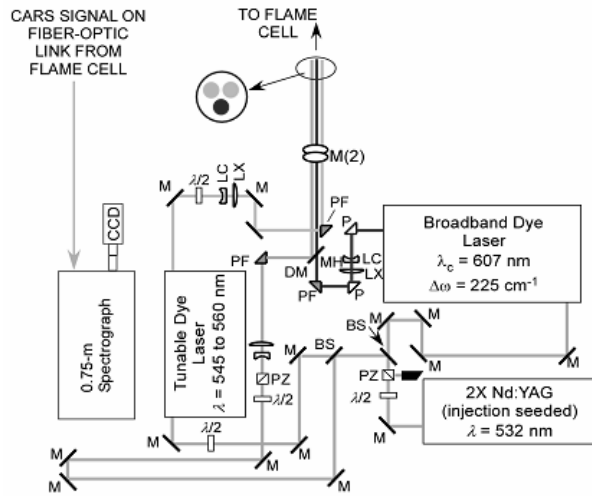 CARS SIGNAL ON
FIBER-OPTIC
LINK FROM
FLAME CELL
TO FLAME
CELL
M(2)
M
λ/2
LC
LX
M
PF
P
Broadband Dye
Laser
λc = 607 nm
Δω = 225 cm-1
CCD
PF
DM
MH
LC
LX
PF
P
0.75-m
Spectrograph
Tunable Dye
Laser
λ = 545 to 560 nm
M
BS
BS
M
M
M
M
PZ
λ/2
PZ
λ/2
2X Nd:YAG
(injection seeded)
λ = 532 nm
M
λ/2
M
M
M
M
M
M